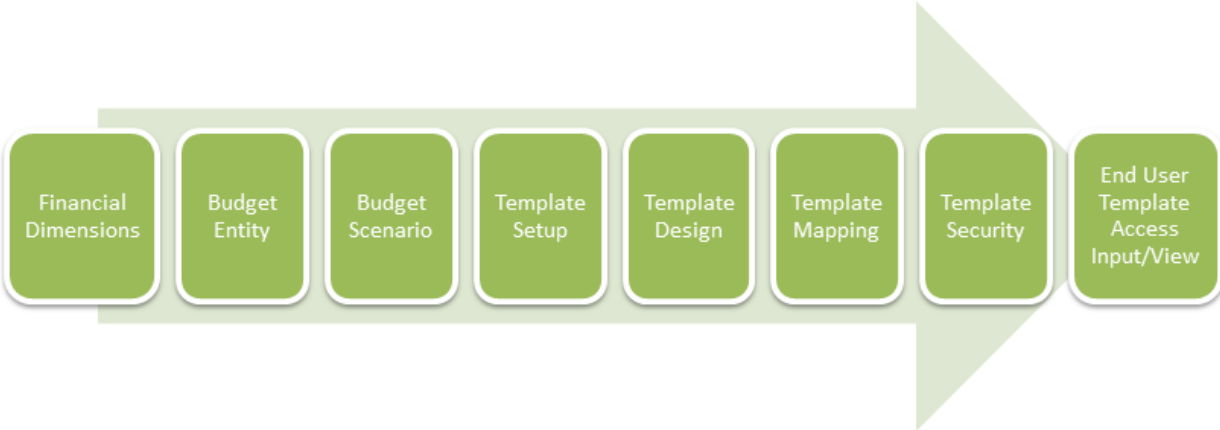 Financial
Dimensions
Budget
Entity
Budget
Scenario
Template
Setup
Template
Design
Template
Mapping
Template
Security
End User
Template
Access
Input/View